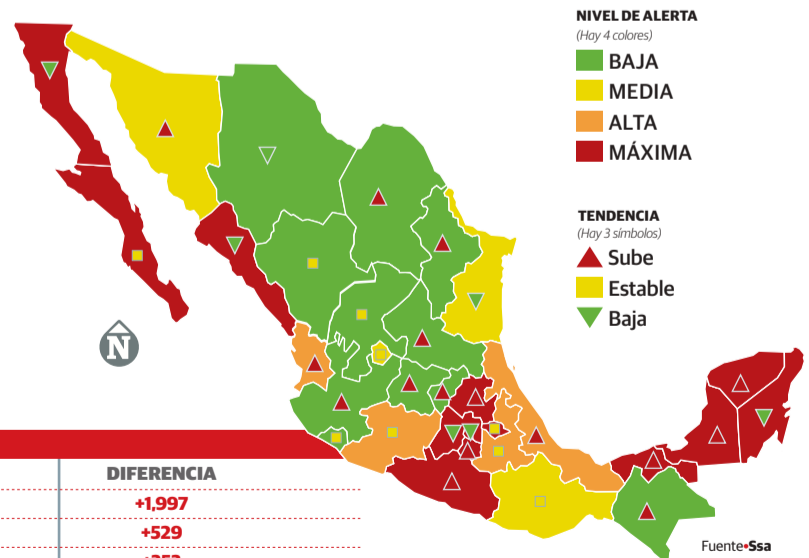 NIVEL DE ALERTA
(Hay 4 colores)
BAJA
MEDIA
ALTA
MÁXIMA
TENDENCIA
(Hay 3 símbolos)
Sube
Estable
Baja
N
DIFERENCIA
+1,997
+529
Fuente•Ssa